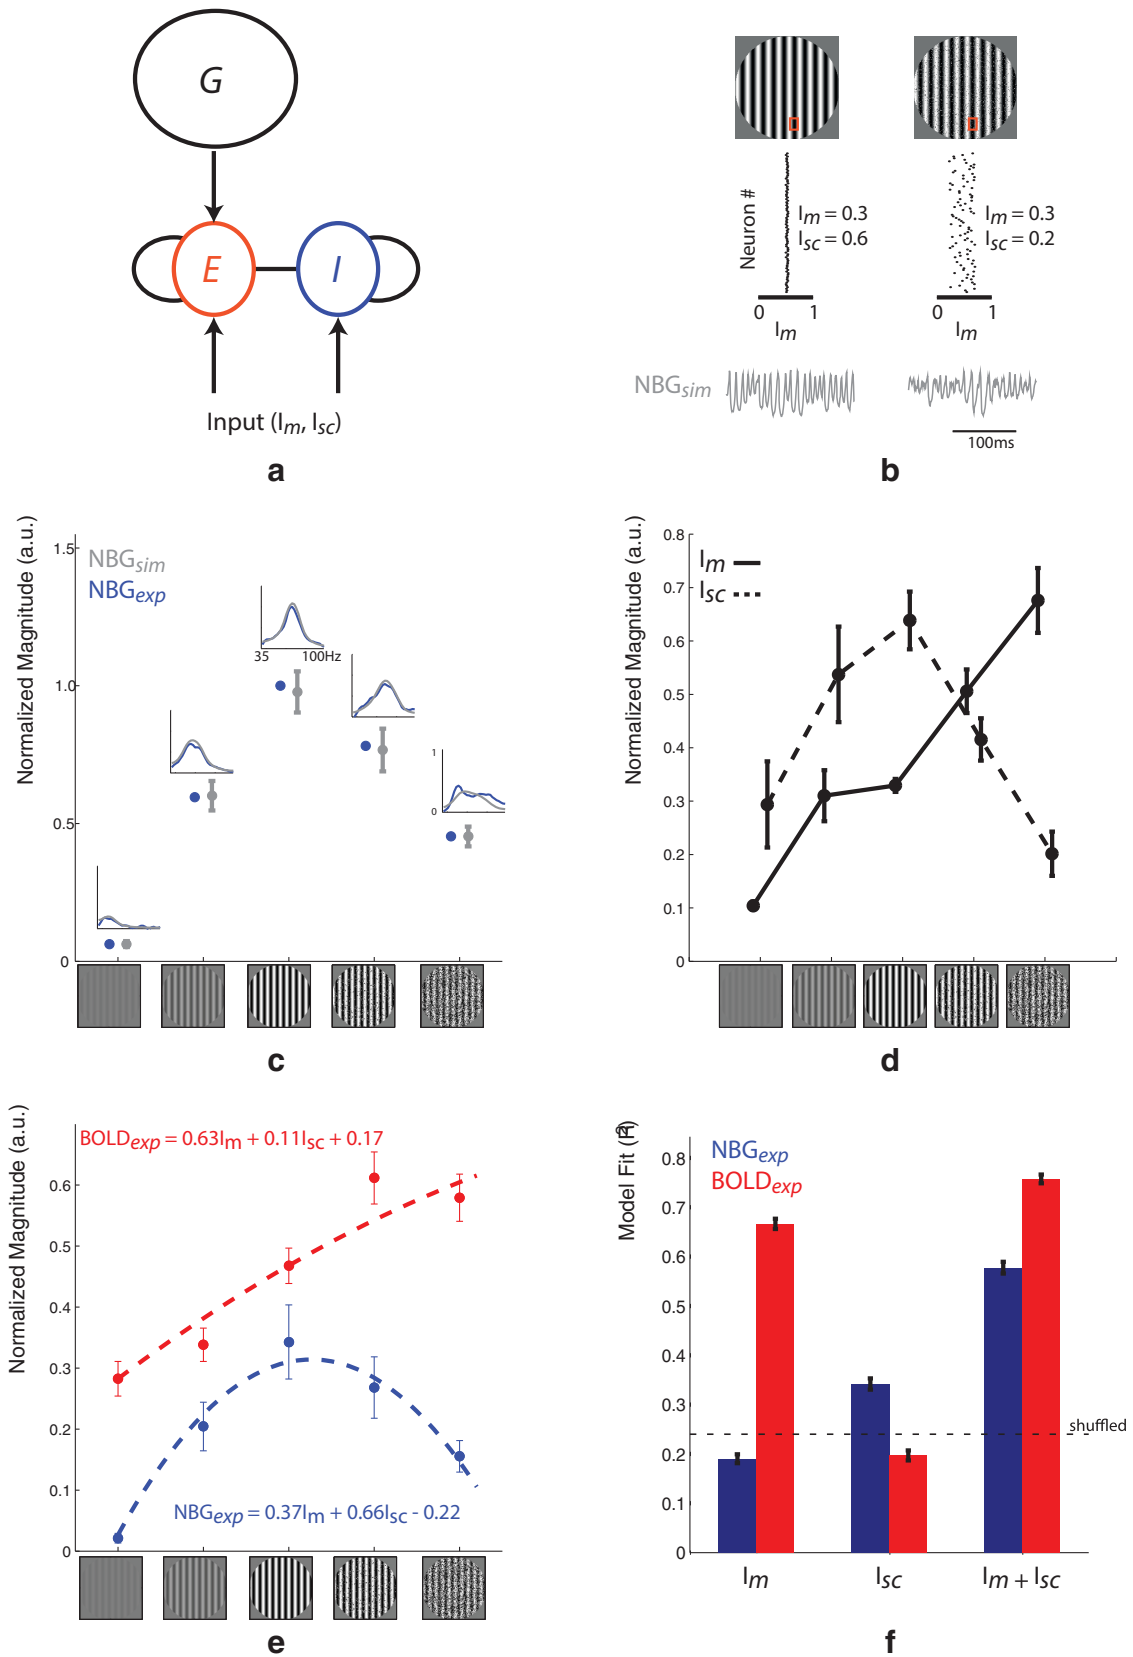 G
E
I
Input (Im, Isc)
a
Neuron #
Im = 0.3
Isc = 0.6
0 1
Im
Im = 0.3
Isc = 0.2
0 1
Im
NBGsim
100ms
b
Normalized Magnitude (a.u.)
1.5
1.0
0.5
0
NBGsim
NBGexp
35 100Hz
1
0
c
Normalized Magnitude (a.u.)
0.8
0.7
0.6
0.5
0.4
0.3
0.2
0.1
0
Im
Isc
d
Normalized Magnitude (a.u.)
0.6
0.5
0.4
0.3
0.2
0.1
0
BOLDexp = 0.63Im + 0.11Isc + 0.17
NBGexp = 0.37Im + 0.66Isc - 0.22
e
Model Fit (R2)
0.8
0.7
0.6
0.5
0.4
0.3
0.2
0.1
0
NBGexp
BOLDexp
shuffled
Im
Isc
Im + Isc
f